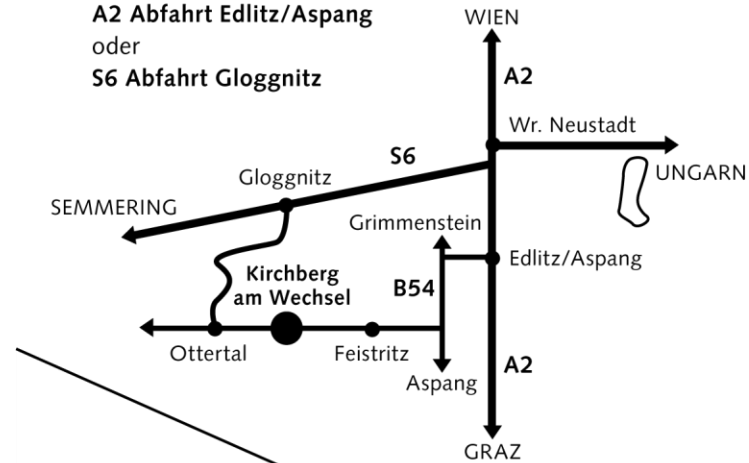 A2 Abfahrt Edlitz/Aspang
oder
S6 Abfahrt Gloggnitz
WIEN
A2
Wr. Neustadt
S6
UNGARN
Gloggnitz
SEMMERING
Grimmenstein
Edlitz/Aspang
Kirchberg
am Wechsel
B54
Ottertal
Feistritz
A2
Aspang
GRAZ